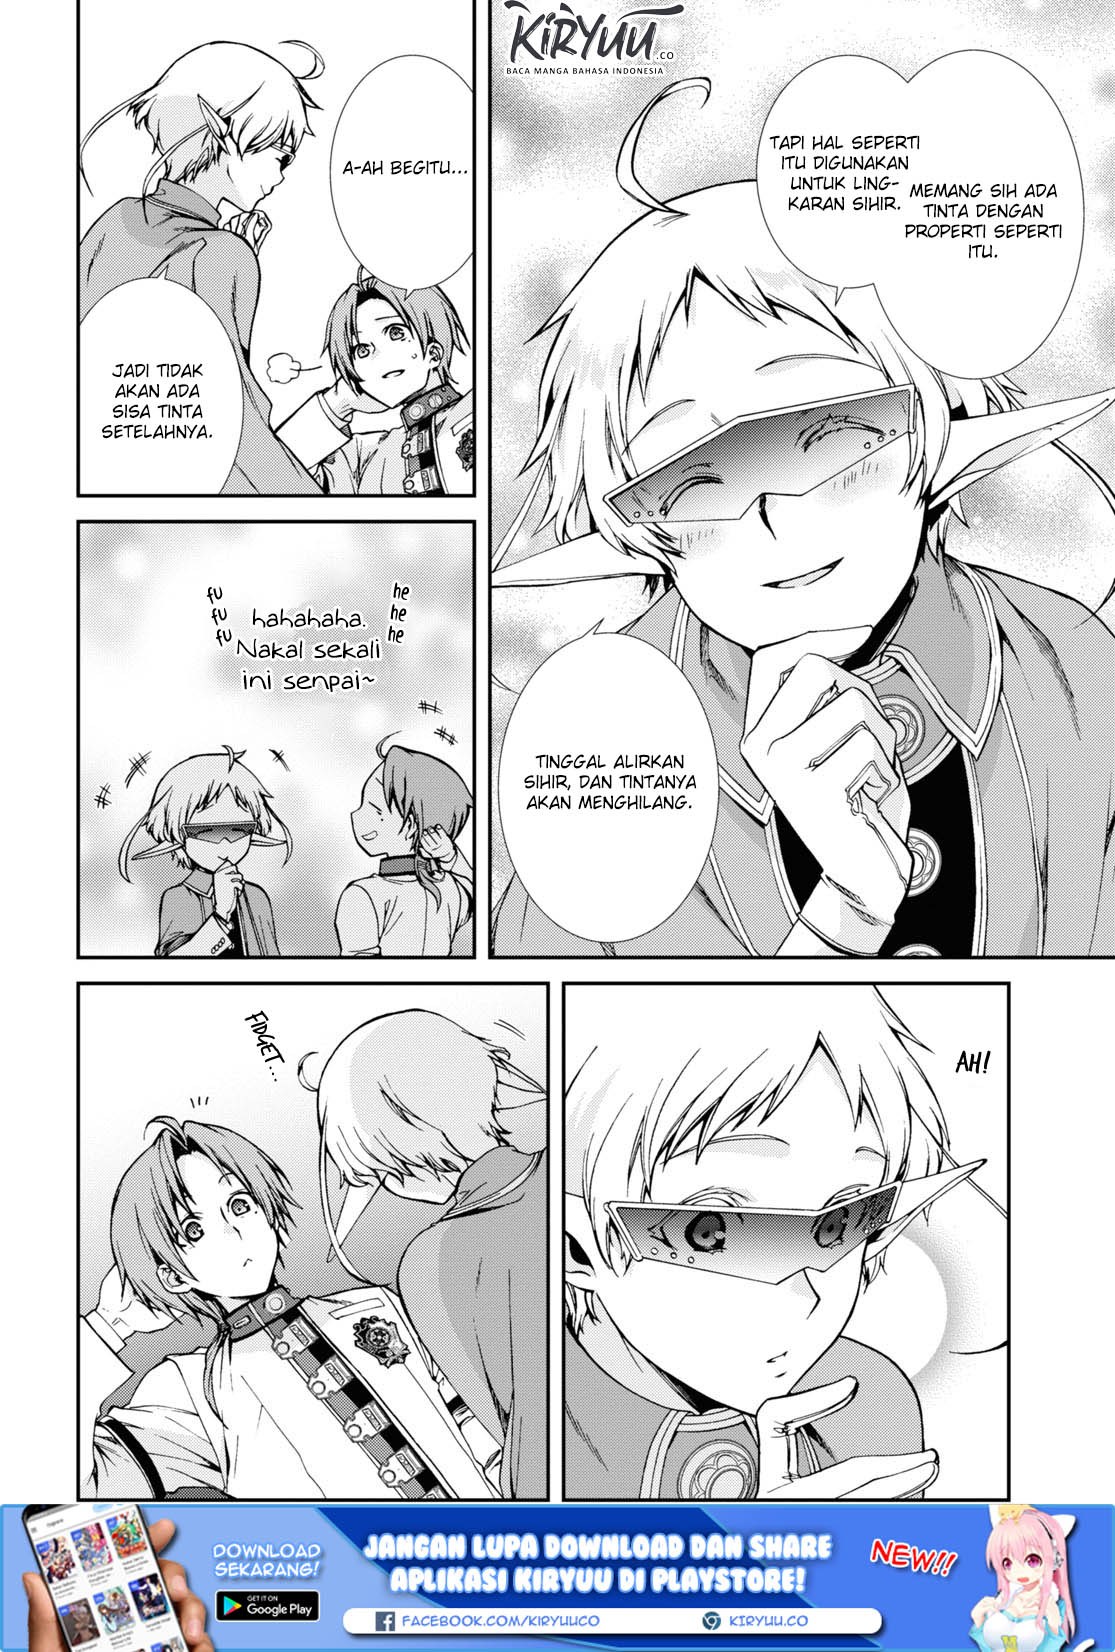 KiRYUU.CO
BACA MANGA BAHASA INDONESIA
MEMANG SIH ADA
TINTA DENGAN
PROPERTI SEPERTI
ITU.
TAPI HAL SEPERTI
ITU DIGUNAKAN
UNTUK LING-
KARAN SIHIR.
TINGGAL ALIRKAN
SIHIR, DAN TINTANYA
AKAN MENGHILANG.
A-AH BEGITU...
JADI TIDAK
AKAN ADA
SISA TINTA
SETELAHNYA.
he
he
he
hahahaha.
Nakal sekali
ini senpai~
fu
fu
fu
AH!
FIDGET...
DOWNLOAD
SEKARANG!
GET IT ON
Google Play
JANGAN LUPA DOWNLOAD DAN SHARE
APLIKASI KIRYUU DI PLAYSTORE!
FACEBOOK.COM/KIRYUUCO
KIRYUU.CO
NEW!!